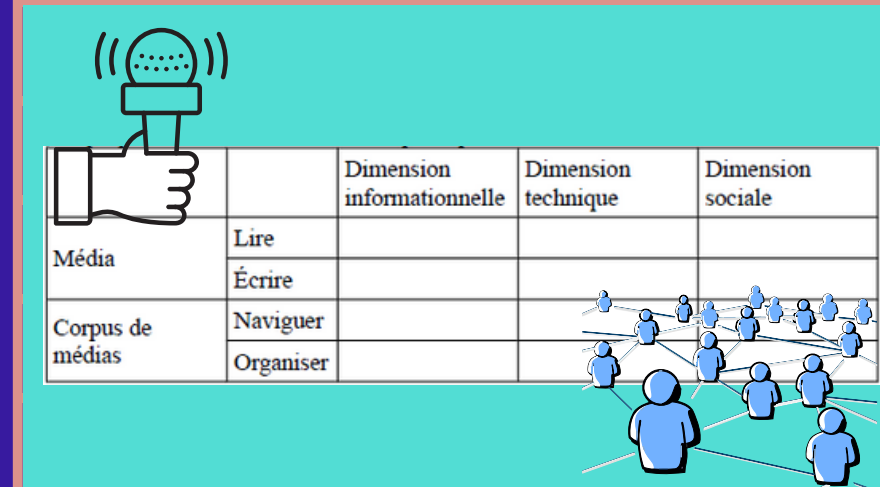 Dimension informationnelle
Dimension technique
Dimension sociale
Média
Lire
Écrire
Corpus de médias
Naviguer
Organiser